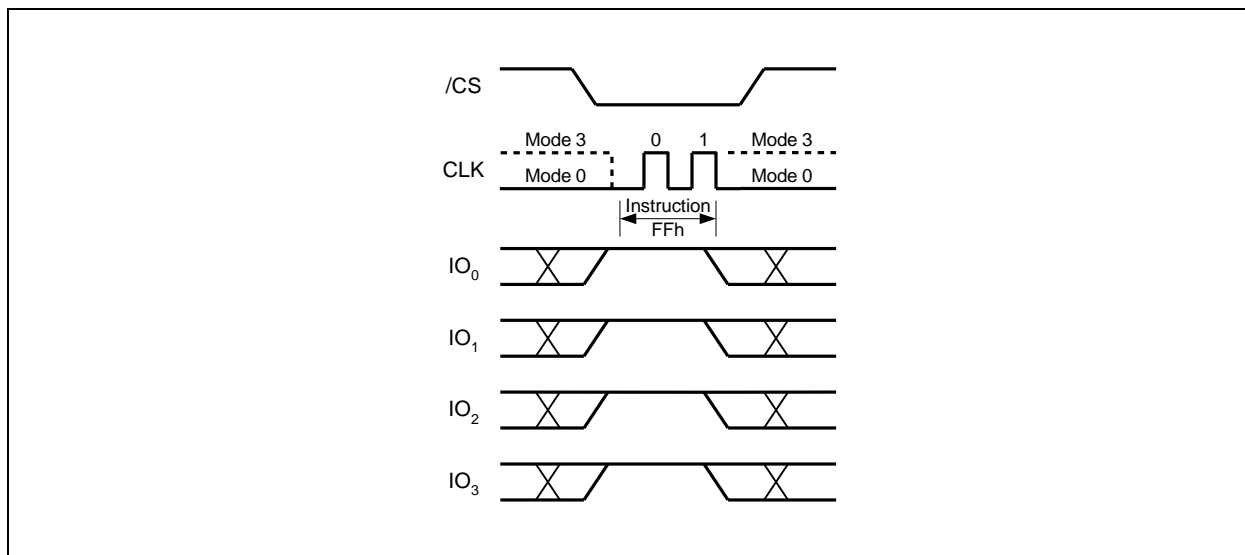 /CS
Mode 3 0 1 Mode 3
CLK Mode 0 Mode 0
Instruction
FFh
IO0
IO1
IO2
IO3